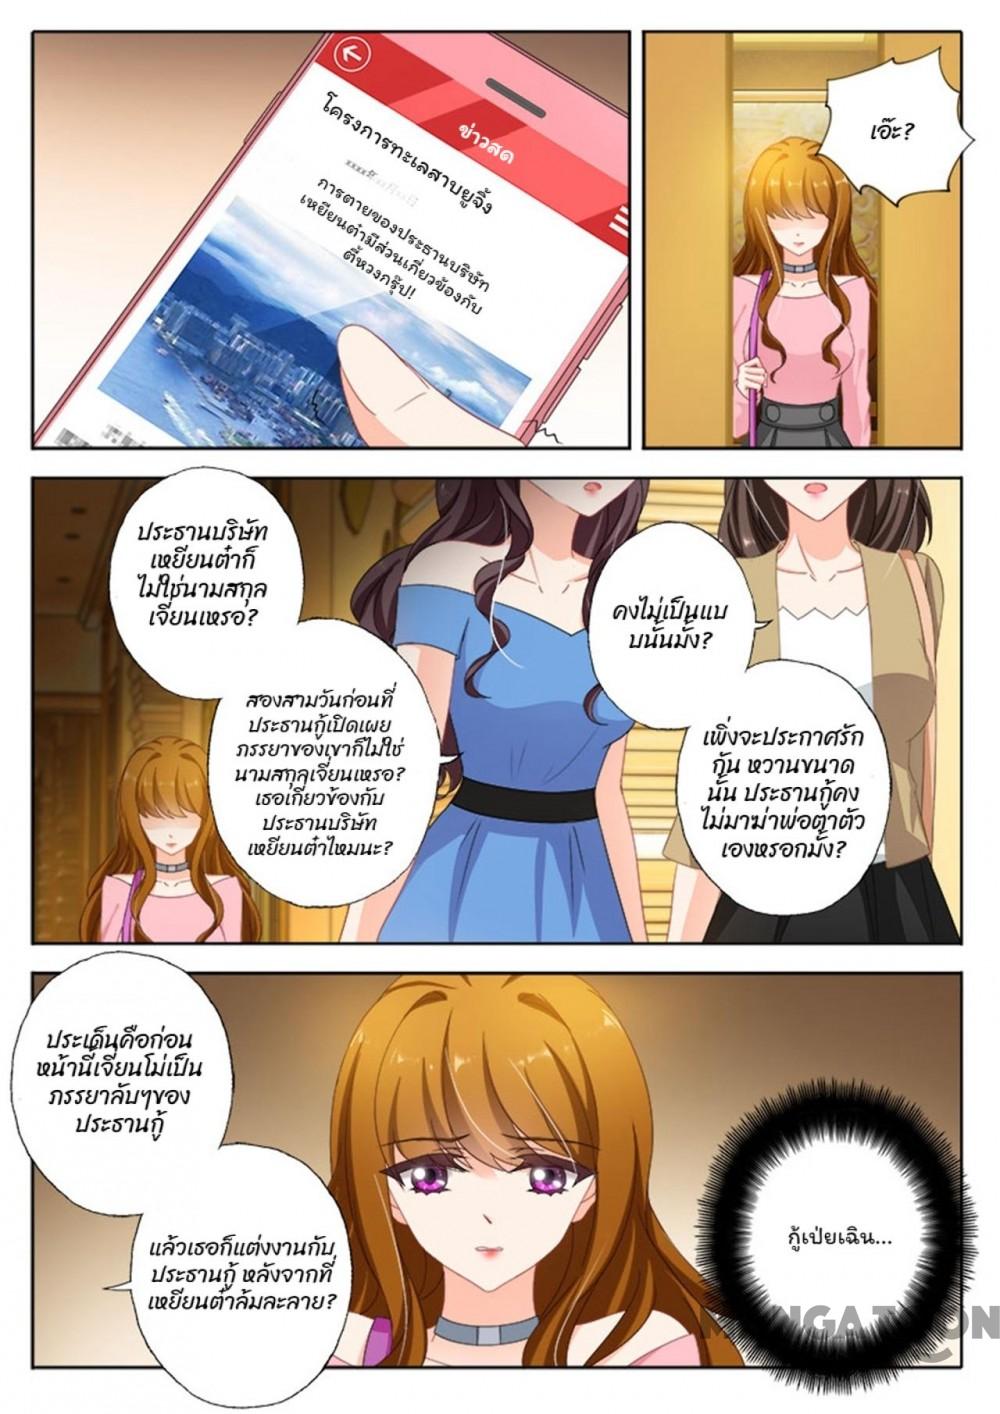 ข่าวสด
โครงการทะเลสาบยูจิ้ง
การตายของประธานบริษัท
เหยียนต๋ามีส่วนเกี่ยวข้องกับ
ตี้หวงกรุ๊ป!
เอ๊ะ?
ประธานบริษัท
เหยียนต๋าก็
ไม่ใช่นามสกุล
เจี่ยนเหรอ?
สองสามวันก่อนที่
ประธานกู้เปิดเผย
ภรรยาของเขาก็ไม่ใช่
นามสกุลเจี่ยนเหรอ?
เธอเกี่ยวข้องกับ
ประธานบริษัท
เหยียนต๋าไหมนะ?
คงไม่เป็นแบ
บนั้นมั้ง?
เพิ่งจะประกาศรัก
กัน หวานขนาด
นั้น ประธานกู้คง
ไม่มาฆ่าพ่อตาตัว
เองหรอกมั้ง?
ประเด็นคือก่อน
หน้านี้เจี่ยนโม่เป็น
ภรรยาลับๆของ
ประธานกู้
แล้วเธอก็แต่งงานกับ
ประธานกู้ หลังจากที่
เหยียนต๋าล้มละลาย?
กู้เป่ยเฉิน...
MANGATOON